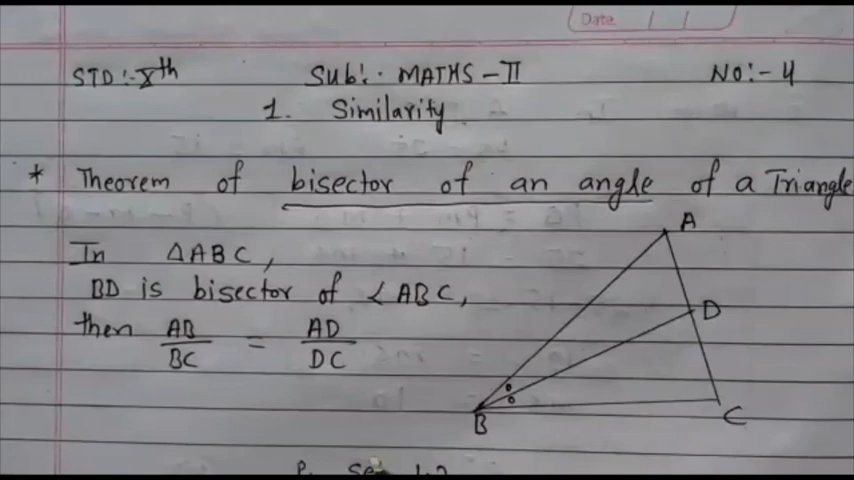 Date
STD :- Xth Sub :- MATHS - II No :- 4
1. Similarity
* Theorem of bisector of an angle of a Triangle
In △ABC,
BD is bisector of ∠ABC,
then AB/BC = AD/DC
A
D
B
C